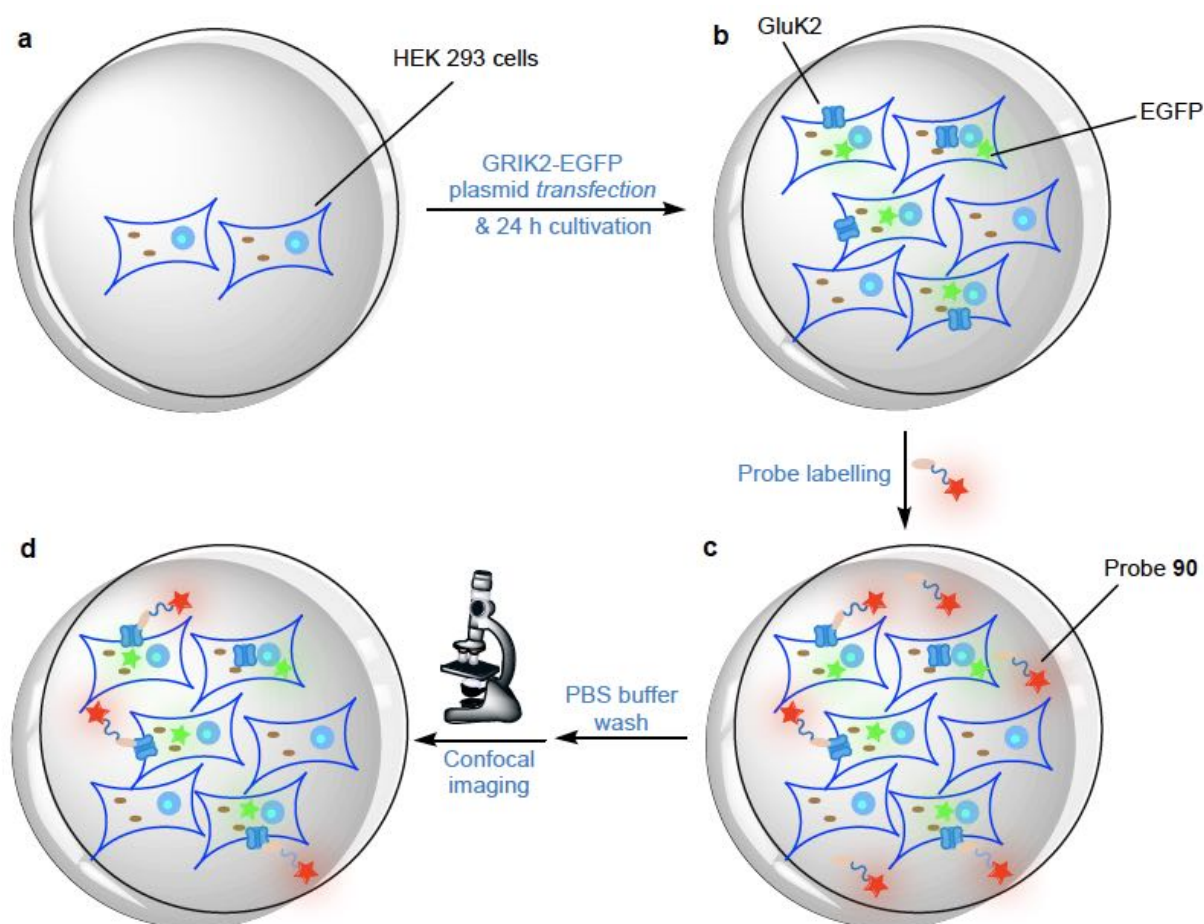 a
HEK 293 cells
GRIK2-EGFP
plasmid transfection
& 24 h cultivation
b
GluK2
EGFP
Probe labelling
c
Probe 90
PBS buffer
wash
Confocal
imaging
d